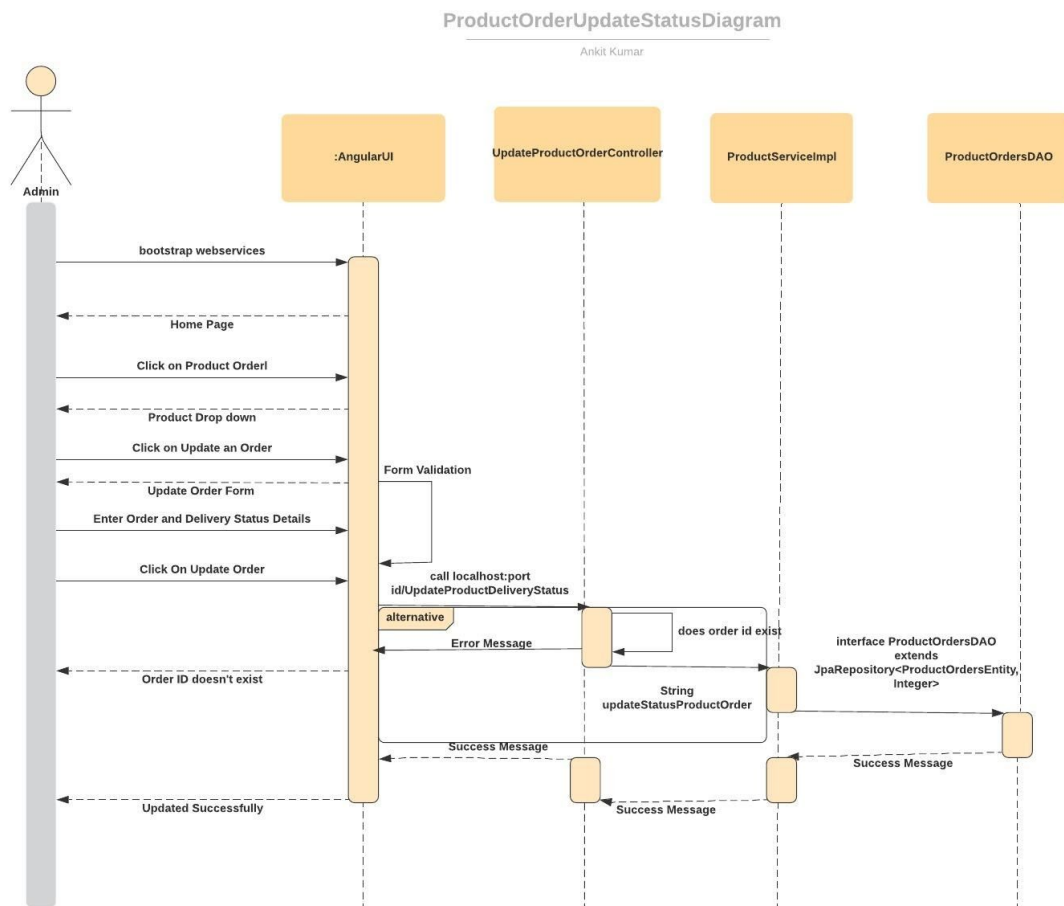 ProductOrderUpdateStatusDiagram
Ankit Kumar
Admin
:AngularUI
UpdateProductOrderController
ProductServiceImpl
ProductOrdersDAO
bootstrap webservices
Home Page
Click on Product Orderl
Product Drop down
Click on Update an Order
Form Validation
Update Order Form
Enter Order and Delivery Status Details
Click On Update Order
call localhost:port
id/UpdateProductDeliveryStatus
alternative
does order id exist
Error Message
interface ProductOrdersDAO
extends
JpaRepository<ProductOrdersEntity,
Integer>
Order ID doesn't exist
String
updateStatusProductOrder
Success Message
Success Message
Updated Successfully
Success Message